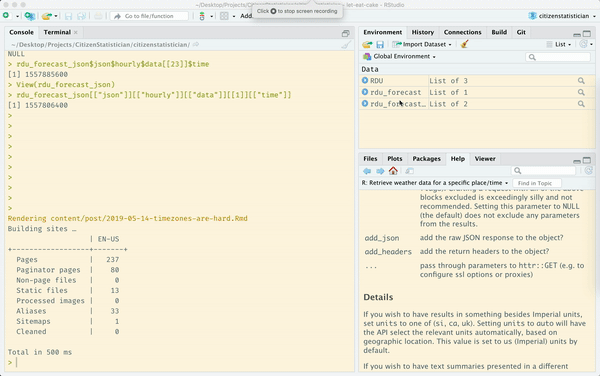 Click to stop screen recording
let-eat-cake - RStudio
Go to file/function
Addins
citizenstatistician
Console Terminal
~/Desktop/Projects/CitizenStatistician/citizenstatistician/
NULL
> rdu_forecast_json$json$hourly$data[[23]]$time
[1] 1557885600
> View(rdu_forecast_json)
> rdu_forecast_json[["json"]][["hourly"]][["data"]][[1]][["time"]]
[1] 1557806400
>
>
>
>
>
>
>
>
Rendering content/post/2019-05-14-timezones-are-hard.Rmd
Building sites …
| EN-US
+------------------+-------+
Pages | 237
Paginator pages | 80
Non-page files | 0
Static files | 13
Processed images | 0
Aliases | 33
Sitemaps | 1
Cleaned | 0
Total in 500 ms
>
Environment History Connections Build Git
Import Dataset List
Global Environment
Data
RDU List of 3
rdu_forecast List of 1
rdu_forecast… List of 2
Files Plots Packages Help Viewer
R: Retrieve weather data for a specific place/time Find in Topic
blocks excluded is exceedingly silly and not
recommended. Setting this parameter to NULL
(the default) does not exclude any parameters
from the results.
add_json add the raw JSON response to the object?
add_headers add the return headers to the object?
... pass through parameters to httr::GET (e.g. to
configure ssl options or proxies)
Details
If you wish to have results in something besides Imperial units,
set units to one of (si, ca, uk). Setting units to auto will have
the API select the relevant units automatically, based on
geographic location. This value is set to us (Imperial) units by
default.
If you wish to have text summaries presented in a different